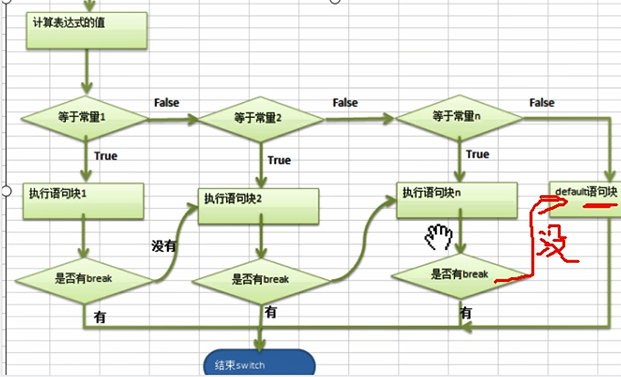 计算表达式的值
等于常量1
False
等于常量2
False
等于常量n
False
True
True
True
执行语句块1
执行语句块2
执行语句块n
default语句块
没有
没
是否有break
是否有break
是否有break
有
有
有
结束switch